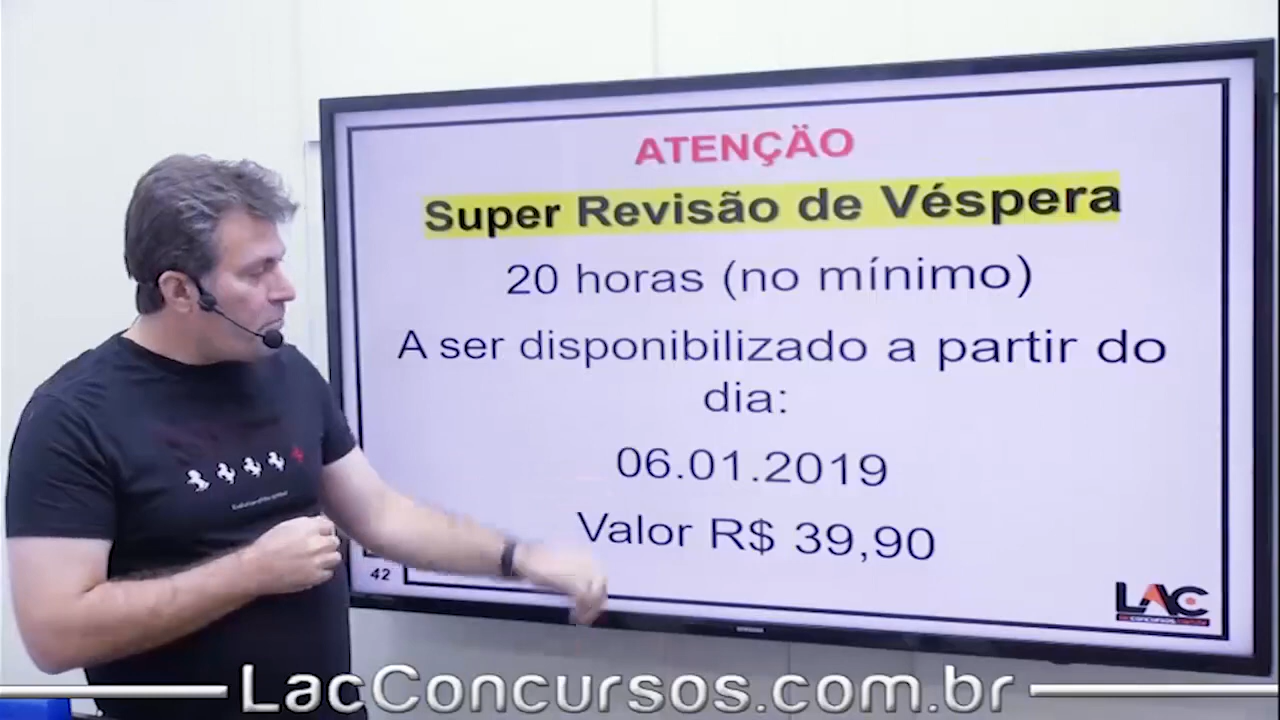 ATENÇÄO
Super Revisão de Véspera
20 horas (no mínimo)
A ser disponibilizado a partir do
dia:
06.01.2019
Valor R$ 39,90
42
LAC
LacConcursos.com.br